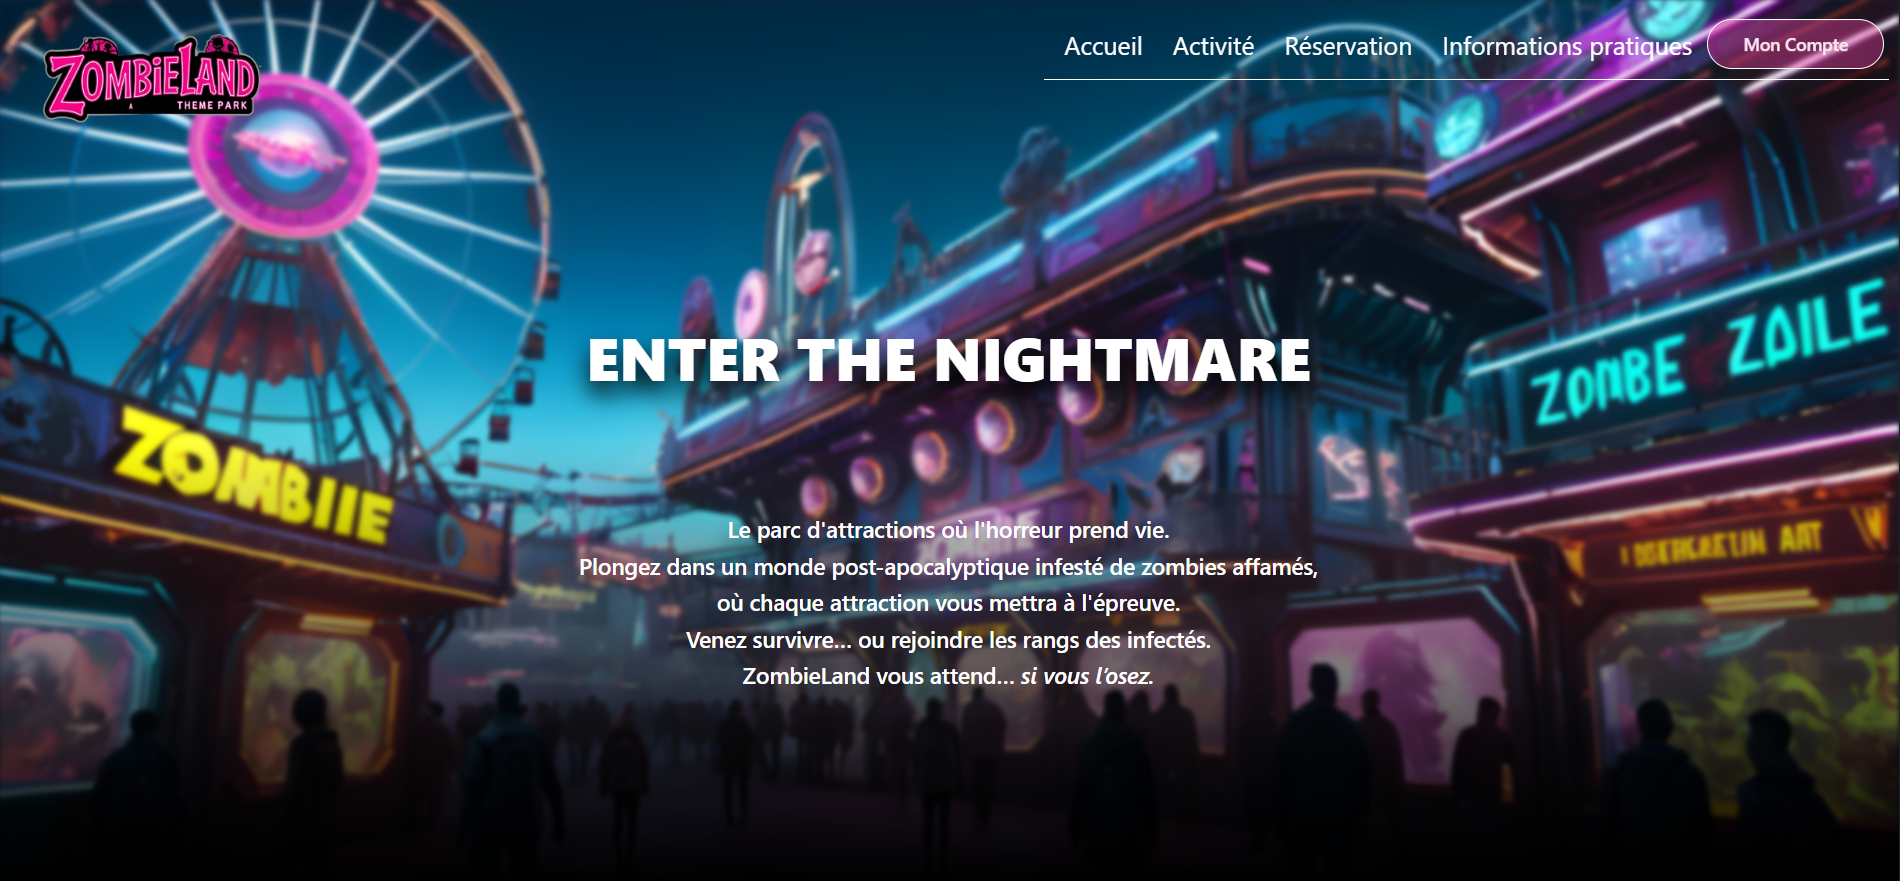 ZOMBIELAND
A THEME PARK
Accueil
Activité
Réservation
Informations pratiques
Mon Compte
ENTER THE NIGHTMARE
ZOMBIIE
ZOMBE ZDILE
Le parc d'attractions où l'horreur prend vie.
Plongez dans un monde post-apocalyptique infesté de zombies affamés,
où chaque attraction vous mettra à l'épreuve.
Venez survivre... ou rejoindre les rangs des infectés.
ZombieLand vous attend... si vous l’osez.